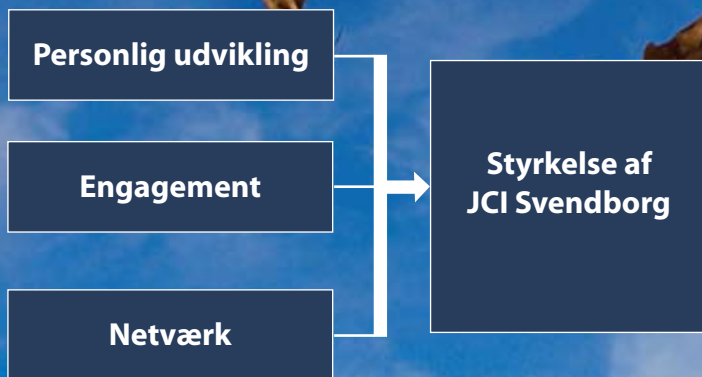 Personlig udvikling
Engagement
Netværk
Styrkelse af
JCI Svendborg